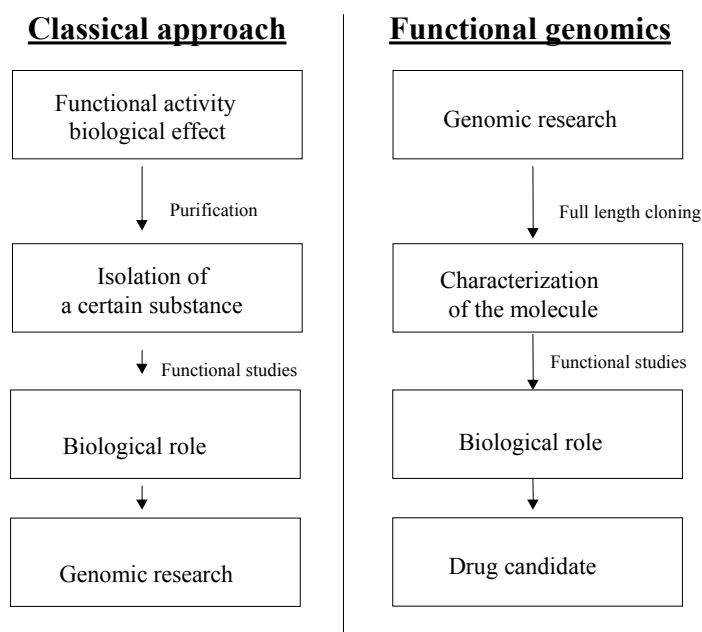 Classical approach
Functional activity
biological effect
Purification
Isolation of
a certain substance
Functional studies
Biological role
Genomic research
Functional genomics
Genomic research
Full length cloning
Characterization
of the molecule
Functional studies
Biological role
Drug candidate